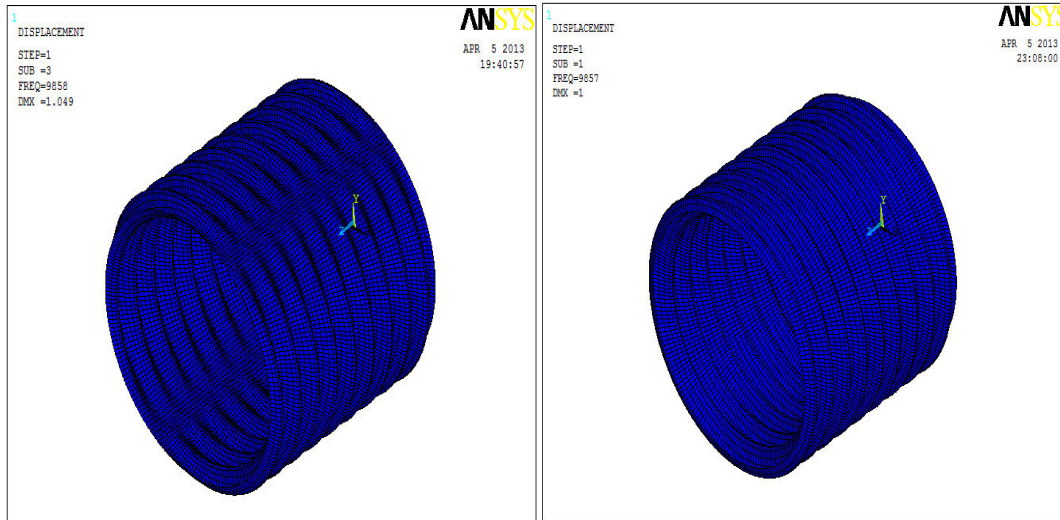 1
DISPLACEMENT
STEP=1
SUB =3
FREQ=9858
DMX =1.049
ANSYS
APR 5 2013
19:40:57
Y
Z
1
DISPLACEMENT
STEP=1
SUB =1
FREQ=9857
DMX =1
ANSYS
APR 5 2013
23:08:00
Y
Z